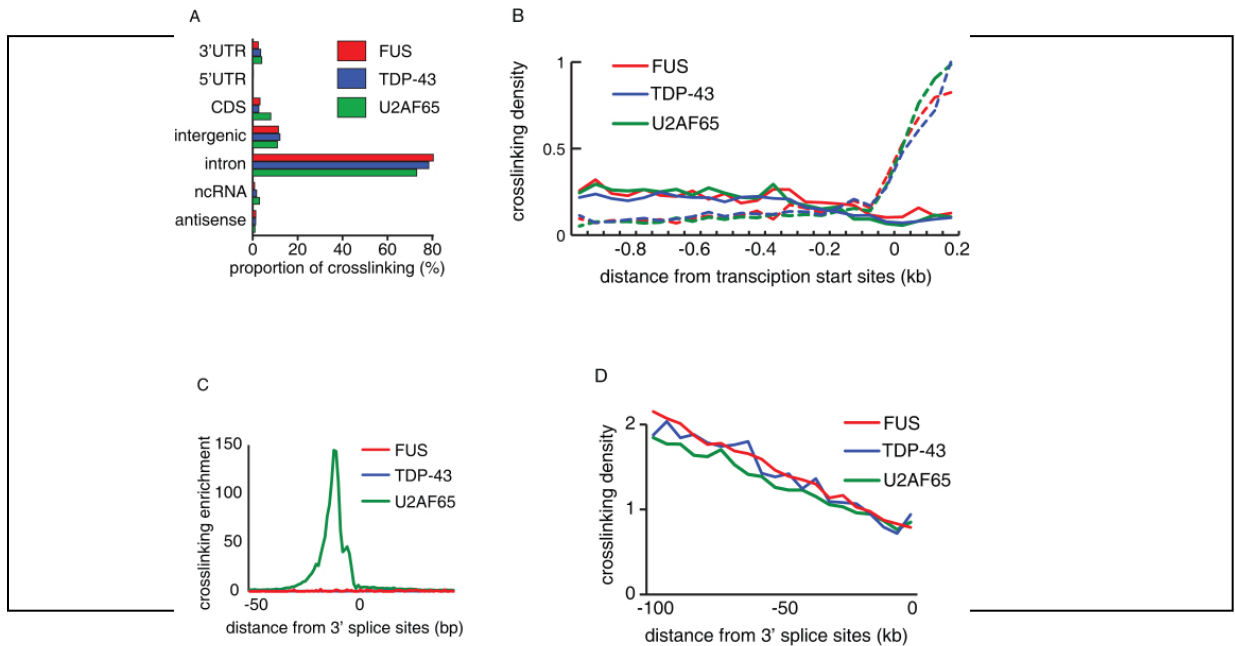 A
3'UTR
5'UTR
CDS
intergenic
intron
ncRNA
antisense
FUS
TDP-43
U2AF65
0 20 40 60 80
proportion of crosslinking (%)
B
crosslinking density
1
0.5
0
FUS
TDP-43
U2AF65
-0.8 -0.6 -0.4 -0.2 0 0.2
distance from transciption start sites (kb)
C
crosslinking enrichment
150
100
50
0
FUS
TDP-43
U2AF65
-50 0
distance from 3' splice sites (bp)
D
crosslinking density
2
1
0
FUS
TDP-43
U2AF65
-100 -50 0
distance from 3' splice sites (kb)